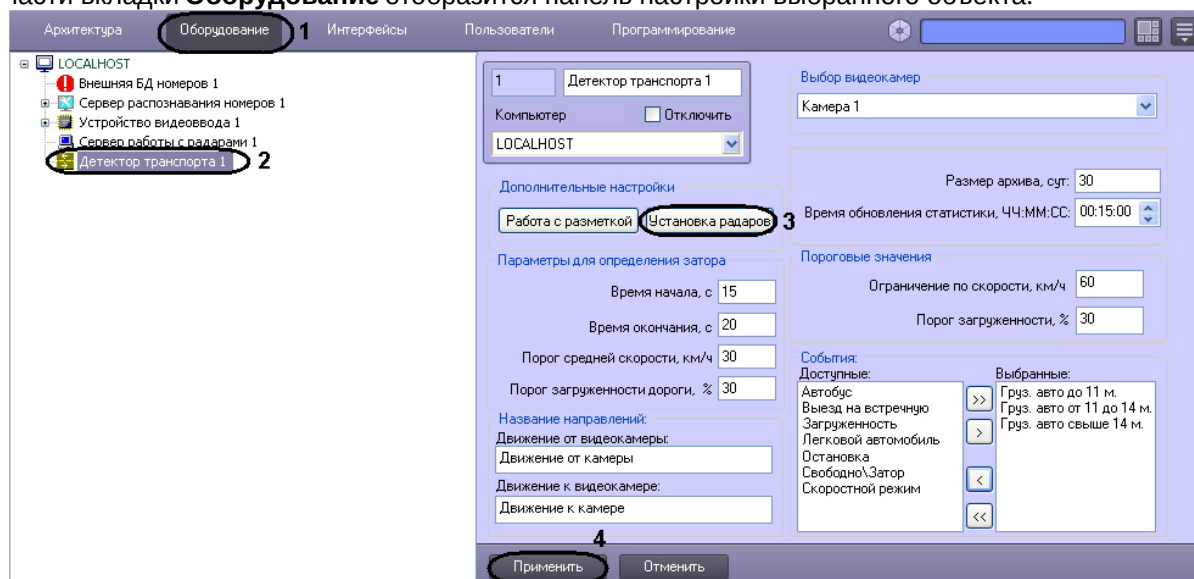 части вкладки Оборудование отобразится панель настройки выбранного объекта.
Архитектура Оборудование 1 Интерфейсы Пользователи Программирование
LOCALHOST
Внешняя БД номеров 1
Сервер распознавания номеров 1
Устройство видеоввода 1
Сервер работы с радарами 1
Детектор транспорта 1 2
1 Детектор транспорта 1
Компьютер Отключить
LOCALHOST
Выбор видеокамер
Камера 1
Дополнительные настройки
Работа с разметкой Установка радаров 3
Размер архива, сут: 30
Время обновления статистики, ЧЧ:ММ:СС: 00:15:00
Параметры для определения затора
Время начала, с 15
Время окончания, с 20
Порог средней скорости, км/ч 30
Порог загруженности дороги, % 30
Пороговые значения
Ограничение по скорости, км/ч 60
Порог загруженности, % 30
Название направлений:
Движение от видеокамеры:
Движение от камеры
Движение к видеокамере:
Движение к камере
События:
Доступные:
Автобус
Выезд на встречную
Загруженность
Легковой автомобиль
Остановка
Свободно\Затор
Скоростной режим
>>
>
<
<<
Выбранные:
Груз. авто до 11 м.
Груз. авто от 11 до 14 м.
Груз. авто свыше 14 м.
4
Применить Отменить